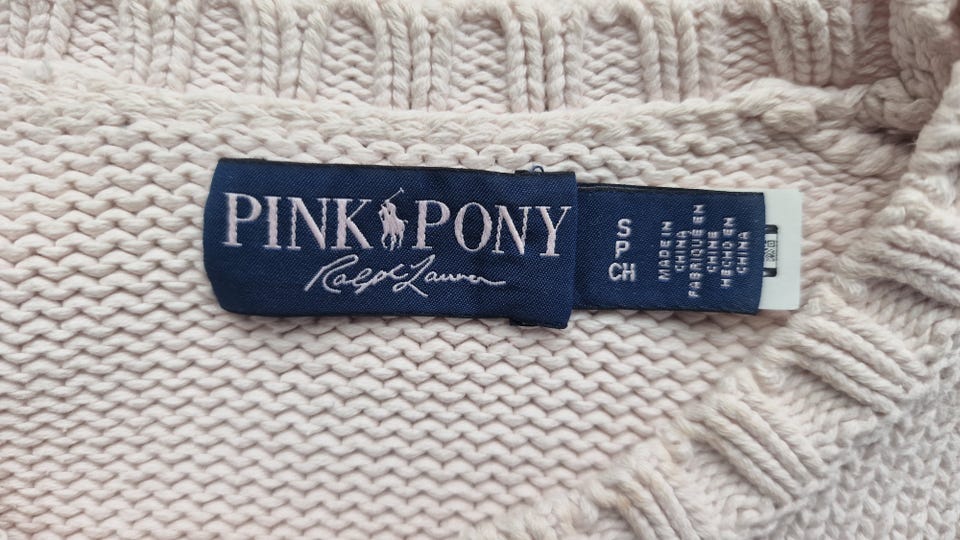 PINK PONY
Ralph Lauren
S
P
CH
MADE IN
CHINA
FABRIQUÉ EN
CHINE
HECHO EN
CHINA